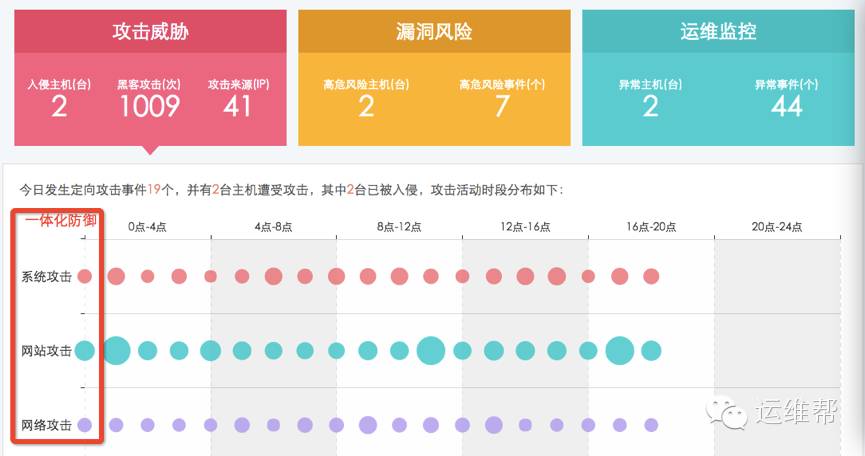 攻击威胁
入侵主机(台) 黑客攻击(次) 攻击来源(IP)
2 1009 41
漏洞风险
高危风险主机(台) 高危风险事件(个)
2 7
运维监控
异常主机(台) 异常事件(个)
2 44
今日发生定向攻击事件19个，并有2台主机遭受攻击，其中2台已被入侵，攻击活动时段分布如下：
一体化防御
0点-4点 4点-8点 8点-12点 12点-16点 16点-20点 20点-24点
系统攻击
网站攻击
网络攻击
运维帮